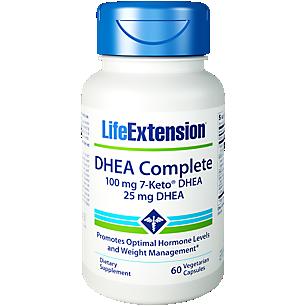 LifeExtension®
DHEA Complete
100 mg 7-Keto® DHEA
25 mg DHEA
Promotes Optimal Hormone Levels
and Weight Management*
Dietary
Supplement
60 Vegetarian
Capsules